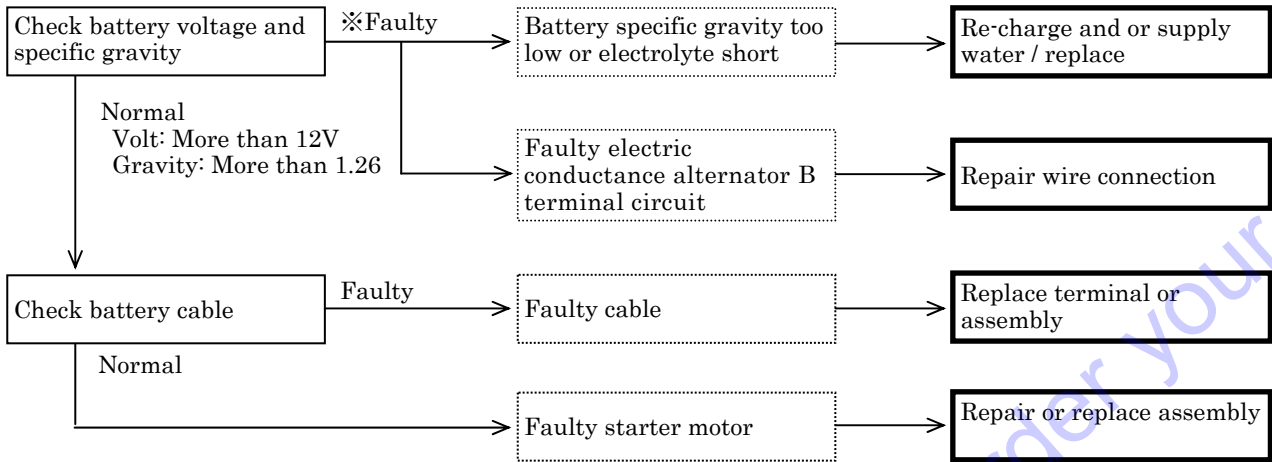 Check battery voltage and
specific gravity
※Faulty
Battery specific gravity too
low or electrolyte short
Re-charge and or supply
water / replace
Normal
Volt: More than 12V
Gravity: More than 1.26
Faulty electric
conductance alternator B
terminal circuit
Repair wire connection
Check battery cable
Faulty
Faulty cable
Replace terminal or
assembly
Normal
Faulty starter motor
Repair or replace assembly
der your